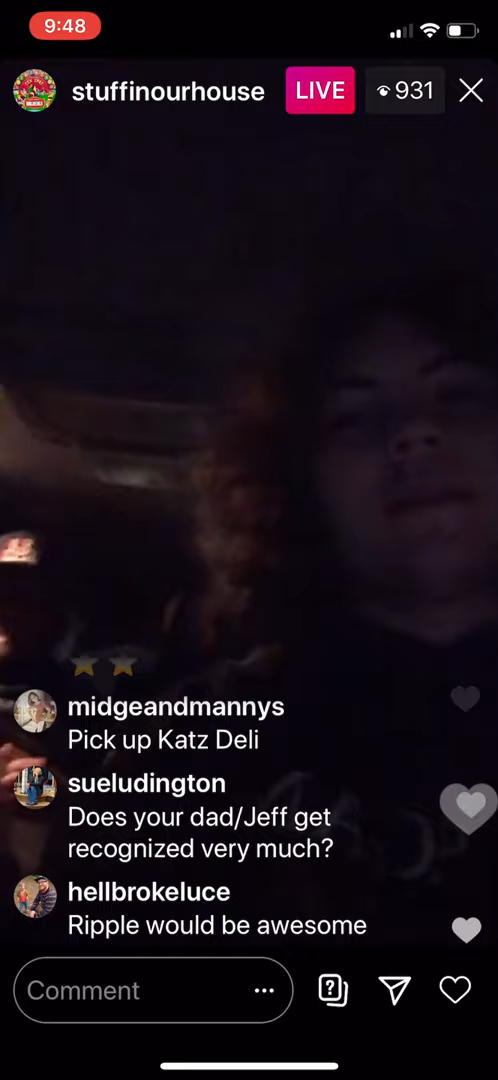 9:48
stuffinourhouse LIVE 931
midgeandmannys
Pick up Katz Deli
sueludington
Does your dad/Jeff get
recognized very much?
hellbrokeluce
Ripple would be awesome
Comment ...